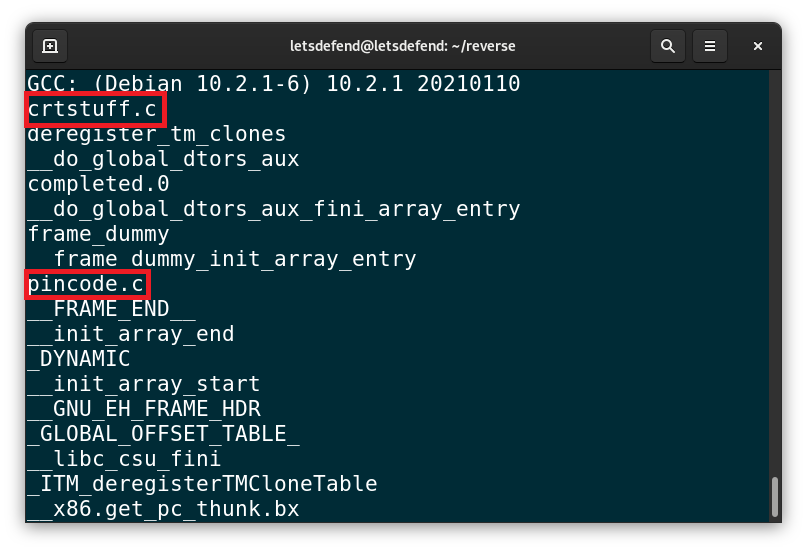 letsdefend@letsdefend: ~/reverse
GCC: (Debian 10.2.1-6) 10.2.1 20210110
crtstuff.c
deregister_tm_clones
__do_global_dtors_aux
completed.0
__do_global_dtors_aux_fini_array_entry
frame_dummy
__frame_dummy_init_array_entry
pincode.c
__FRAME_END__
__init_array_end
_DYNAMIC
__init_array_start
__GNU_EH_FRAME_HDR
_GLOBAL_OFFSET_TABLE_
__libc_csu_fini
_ITM_deregisterTMCloneTable
__x86.get_pc_thunk.bx